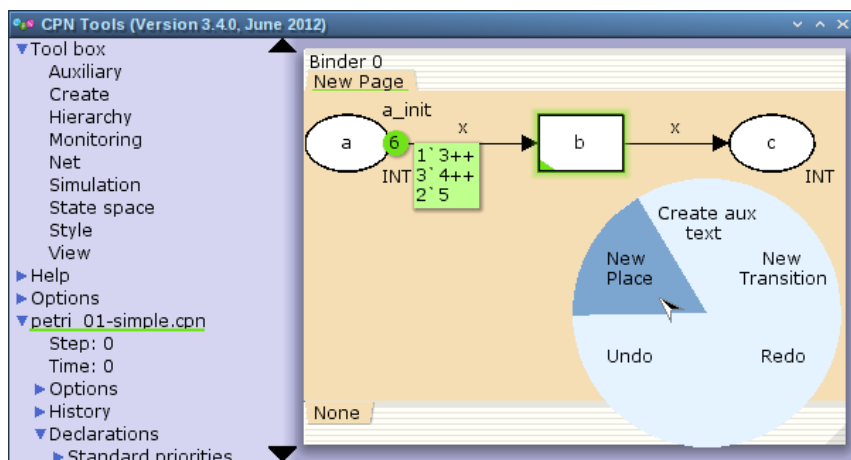 CPN Tools (Version 3.4.0, June 2012)
Tool box
Auxiliary
Create
Hierarchy
Monitoring
Net
Simulation
State space
Style
View
Help
Options
petri_01-simple.cpn
Step: 0
Time: 0
Options
History
Declarations
Standard priorities
Binder 0
New Page
a_init
a
6
x
b
x
c
INT
1`3++
3`4++
2`5
INT
Create aux
text
New
Place
New
Transition
Undo
Redo
None